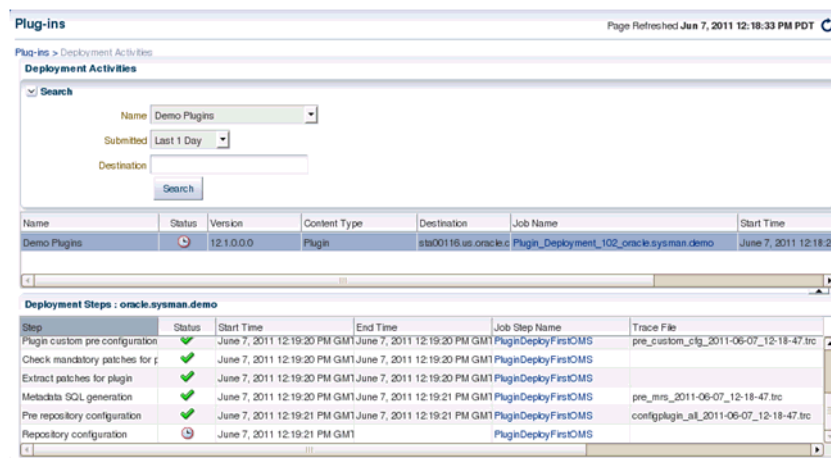 Plug-ins
Page Refreshed Jun 7, 2011 12:18:33 PM PDT
Plug-ins > Deployment Activities
Deployment Activities
Search
Name Demo Plugins
Submitted Last 1 Day
Destination
Search
Name Status Version Content Type Destination Job Name Start Time
Demo Plugins 12.1.0.0.0 Plugin sta00116.us.oracle.c Plugin_Deployment_102_oracle.sysman.demo June 7, 2011 12:18:2
Deployment Steps : oracle.sysman.demo
Step Status Start Time End Time Job Step Name Trace File
Plugin custom pre configuration June 7, 2011 12:19:20 PM GMT June 7, 2011 12:19:20 PM GMT PluginDeployFirstOMS pre_custom_cfg_2011-06-07_12-18-47.trc
Check mandatory patches for p June 7, 2011 12:19:20 PM GMT June 7, 2011 12:19:20 PM GMT PluginDeployFirstOMS
Extract patches for plugin June 7, 2011 12:19:20 PM GMT June 7, 2011 12:19:20 PM GMT PluginDeployFirstOMS
Metadata SQL generation June 7, 2011 12:19:20 PM GMT June 7, 2011 12:19:21 PM GMT PluginDeployFirstOMS pre_mrs_2011-06-07_12-18-47.trc
Pre repository configuration June 7, 2011 12:19:21 PM GMT June 7, 2011 12:19:21 PM GMT PluginDeployFirstOMS configplugin_all_2011-06-07_12-18-47.trc
Repository configuration June 7, 2011 12:19:21 PM GMT PluginDeployFirstOMS